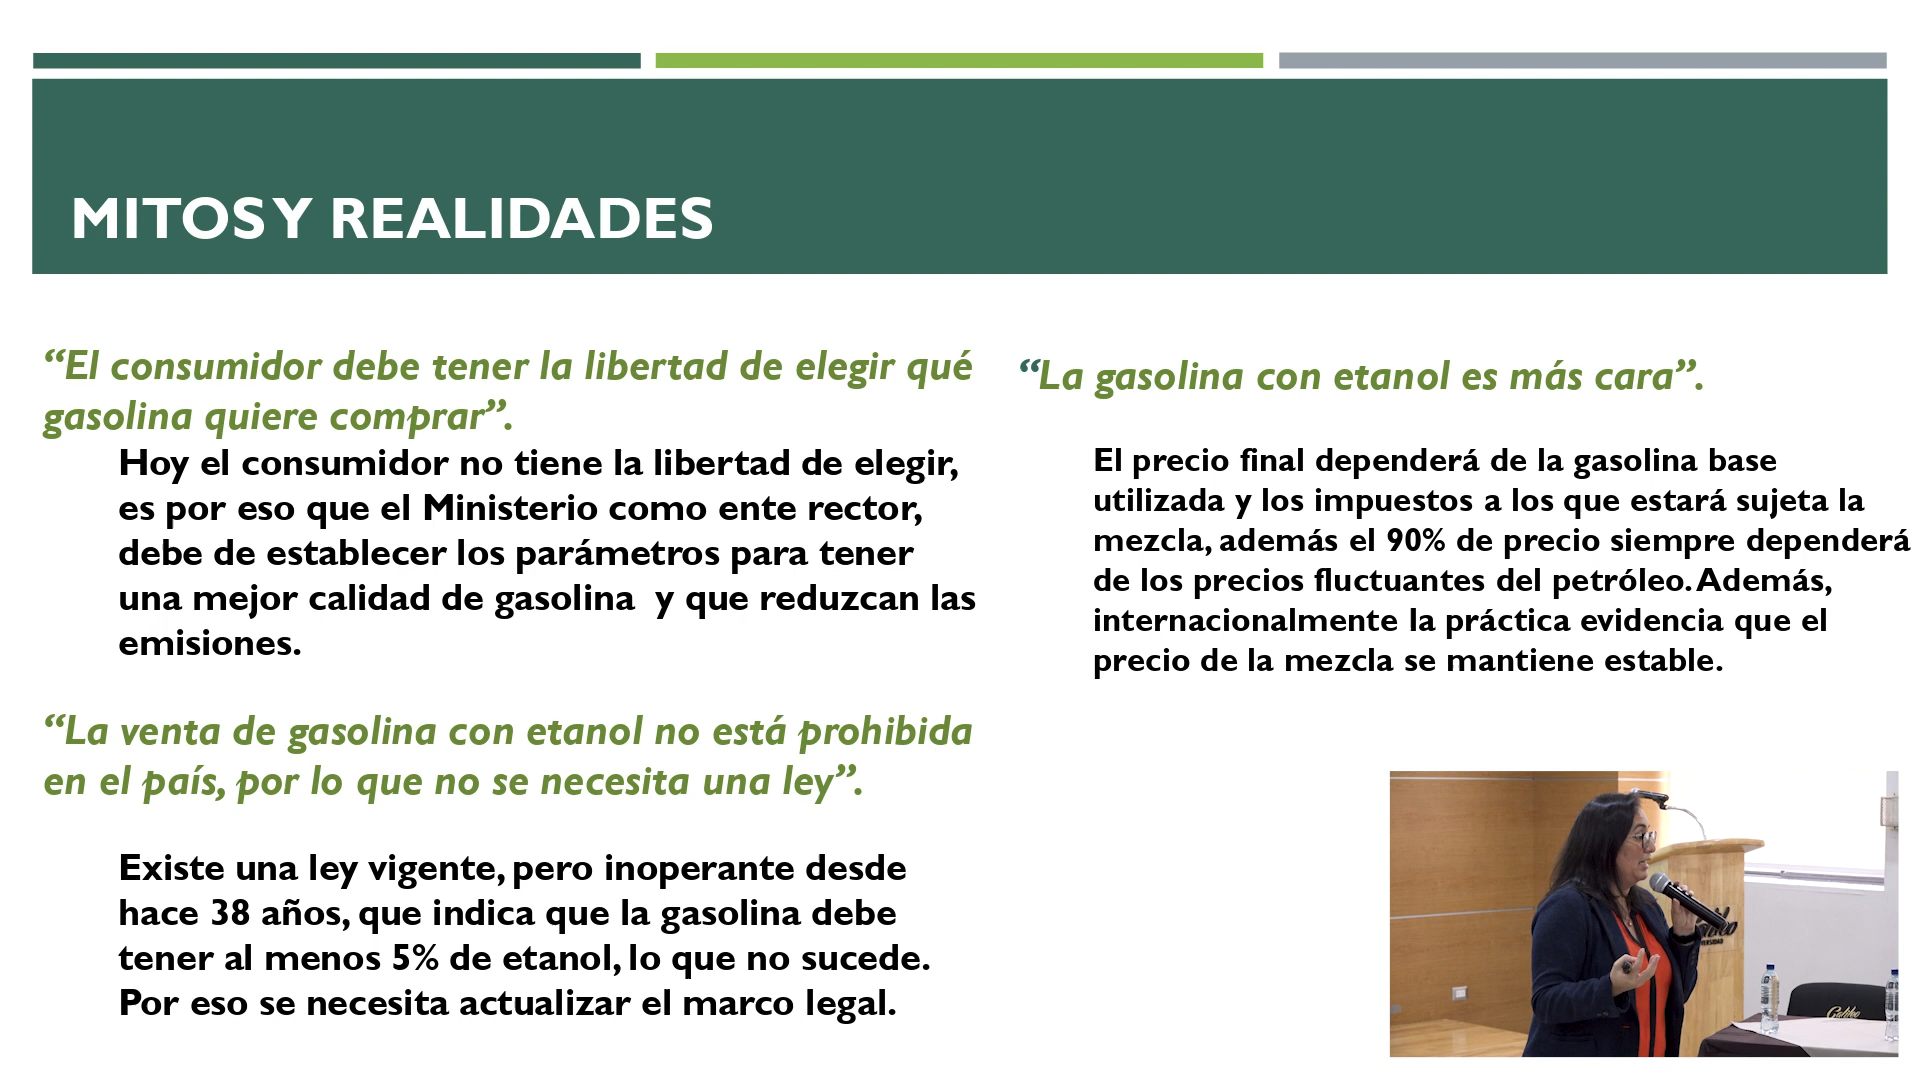 MITOS Y REALIDADES
“El consumidor debe tener la libertad de elegir qué
gasolina quiere comprar”.
Hoy el consumidor no tiene la libertad de elegir,
es por eso que el Ministerio como ente rector,
debe de establecer los parámetros para tener
una mejor calidad de gasolina  y que reduzcan las
emisiones.
“La venta de gasolina con etanol no está prohibida
en el país, por lo que no se necesita una ley”.
Existe una ley vigente, pero inoperante desde
hace 38 años, que indica que la gasolina debe
tener al menos 5% de etanol, lo que no sucede.
Por eso se necesita actualizar el marco legal.
“La gasolina con etanol es más cara”.
El precio final dependerá de la gasolina base
utilizada y los impuestos a los que estará sujeta la
mezcla, además el 90% de precio siempre dependerá
de los precios fluctuantes del petróleo. Además,
internacionalmente la práctica evidencia que el
precio de la mezcla se mantiene estable.
Galileo